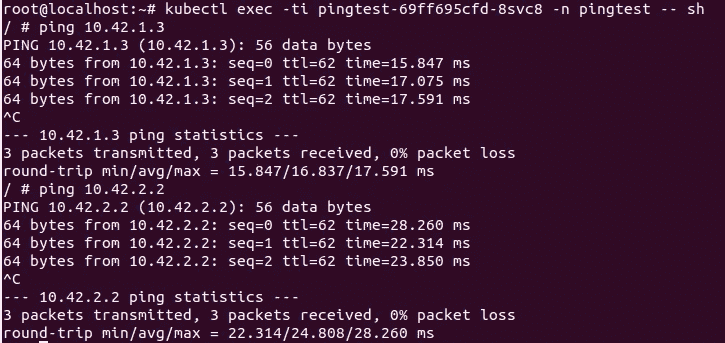 root@localhost:~# kubectl exec -ti pingtest-69ff695cfd-8svc8 -n pingtest -- sh
/ # ping 10.42.1.3
PING 10.42.1.3 (10.42.1.3): 56 data bytes
64 bytes from 10.42.1.3: seq=0 ttl=62 time=15.847 ms
64 bytes from 10.42.1.3: seq=1 ttl=62 time=17.075 ms
64 bytes from 10.42.1.3: seq=2 ttl=62 time=17.591 ms
^C
--- 10.42.1.3 ping statistics ---
3 packets transmitted, 3 packets received, 0% packet loss
round-trip min/avg/max = 15.847/16.837/17.591 ms
/ # ping 10.42.2.2
PING 10.42.2.2 (10.42.2.2): 56 data bytes
64 bytes from 10.42.2.2: seq=0 ttl=62 time=28.260 ms
64 bytes from 10.42.2.2: seq=1 ttl=62 time=22.314 ms
64 bytes from 10.42.2.2: seq=2 ttl=62 time=23.850 ms
^C
--- 10.42.2.2 ping statistics ---
3 packets transmitted, 3 packets received, 0% packet loss
round-trip min/avg/max = 22.314/24.808/28.260 ms